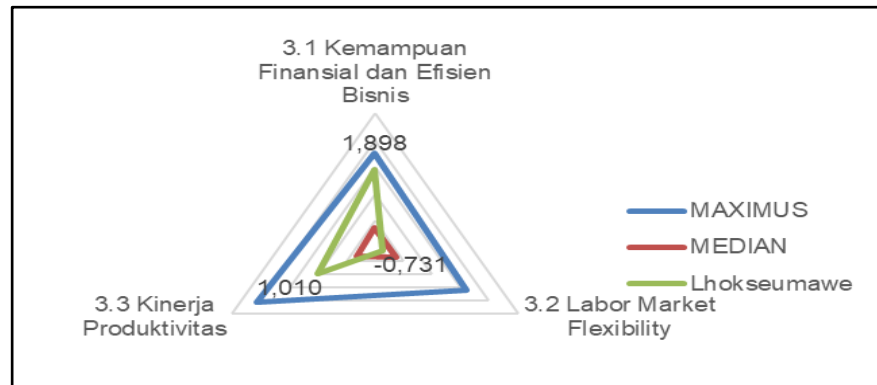 3.1 Kemampuan
Finansial dan Efisien
Bisnis
1,898
MAXIMUS
MEDIAN
Lhokseumawe
-0,731
1,010
3.3 Kinerja
Produktivitas
3.2 Labor Market
Flexibility